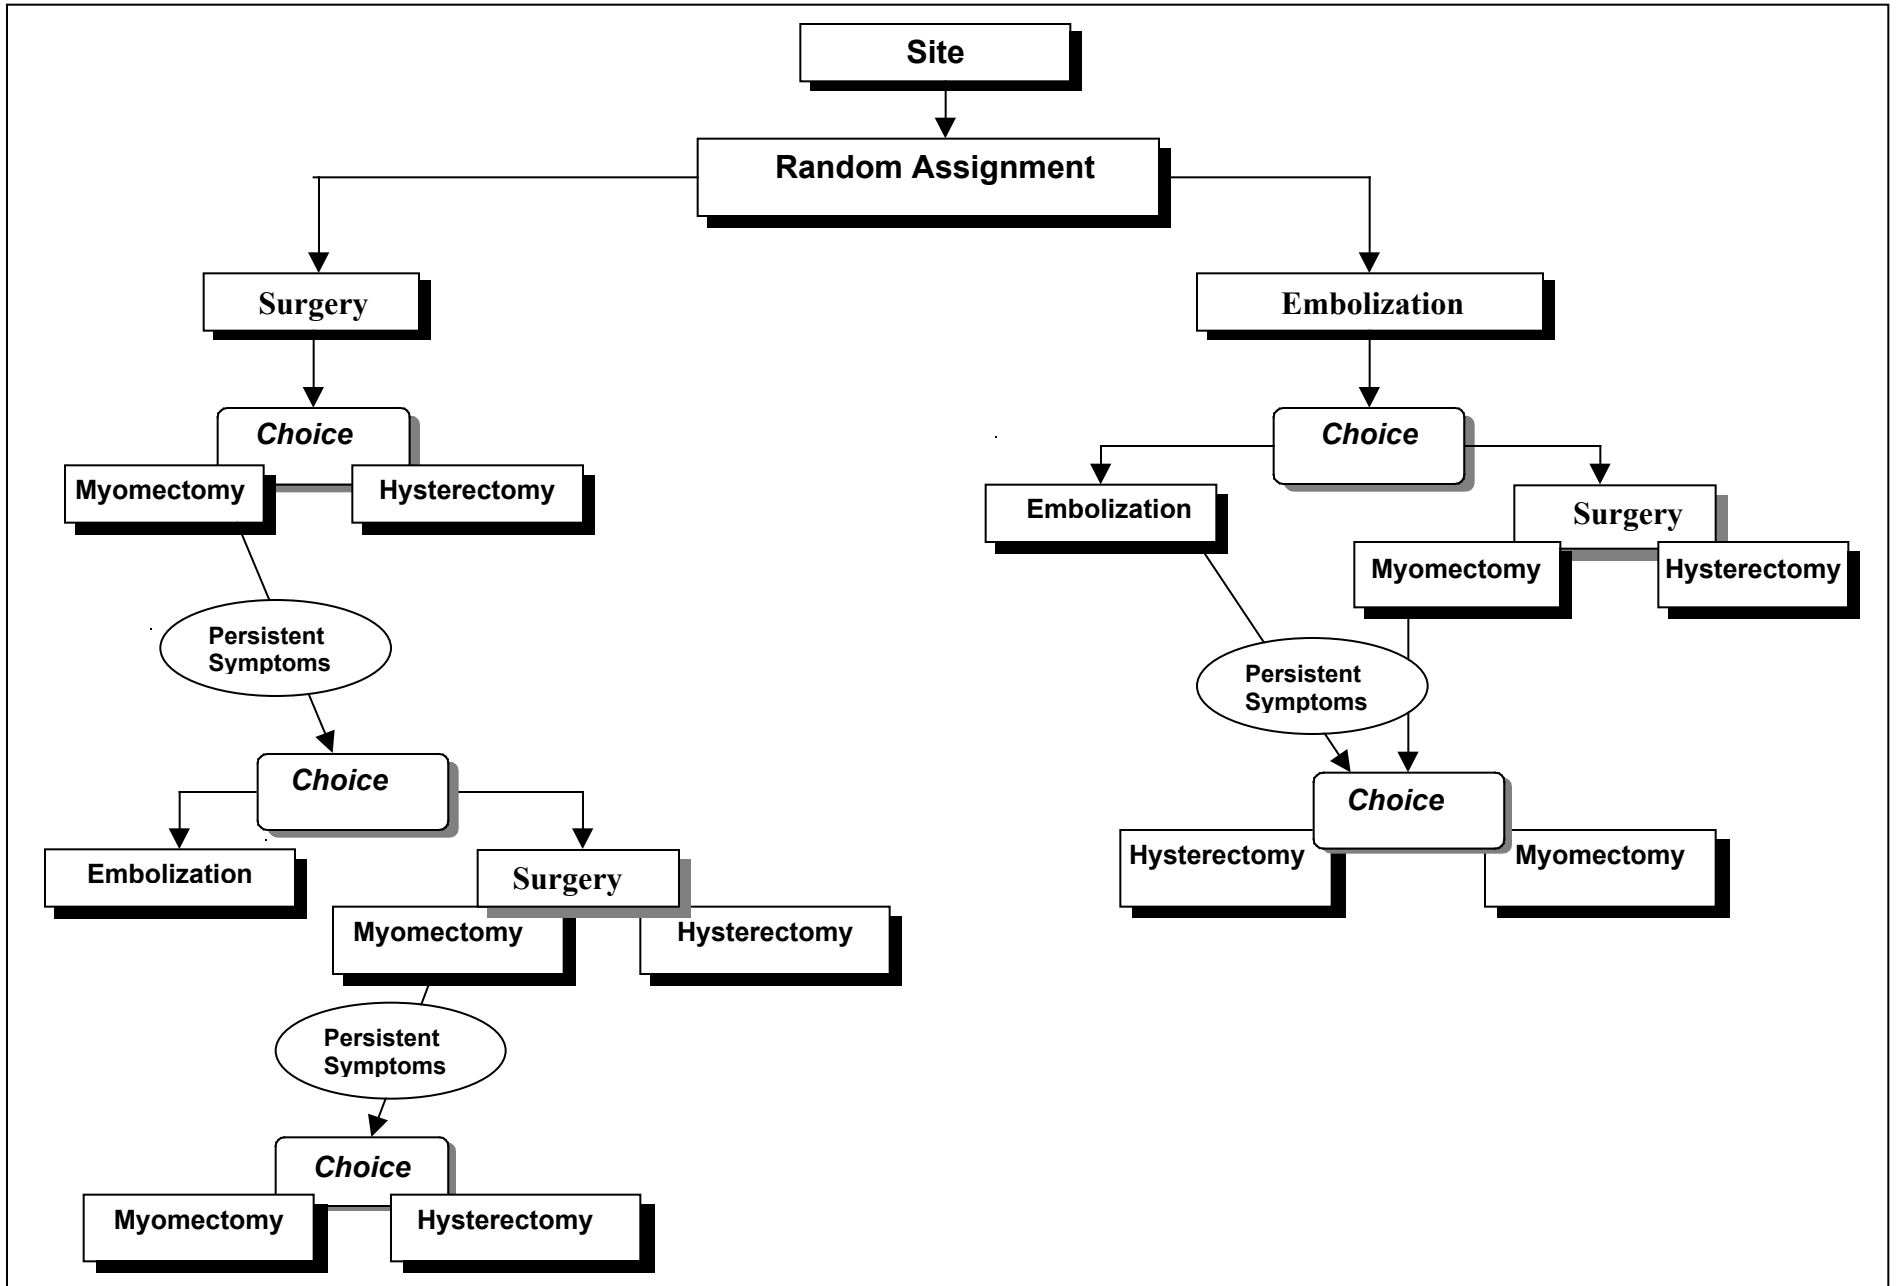 Site
Random Assignment
Surgery
Embolization
Choice
Choice
Myomectomy
Hysterectomy
Embolization
Surgery
Myomectomy
Hysterectomy
Persistent
Symptoms
Persistent
Symptoms
Choice
Choice
Hysterectomy
Myomectomy
Embolization
Surgery
Myomectomy
Hysterectomy
Persistent
Symptoms
Choice
Myomectomy
Hysterectomy